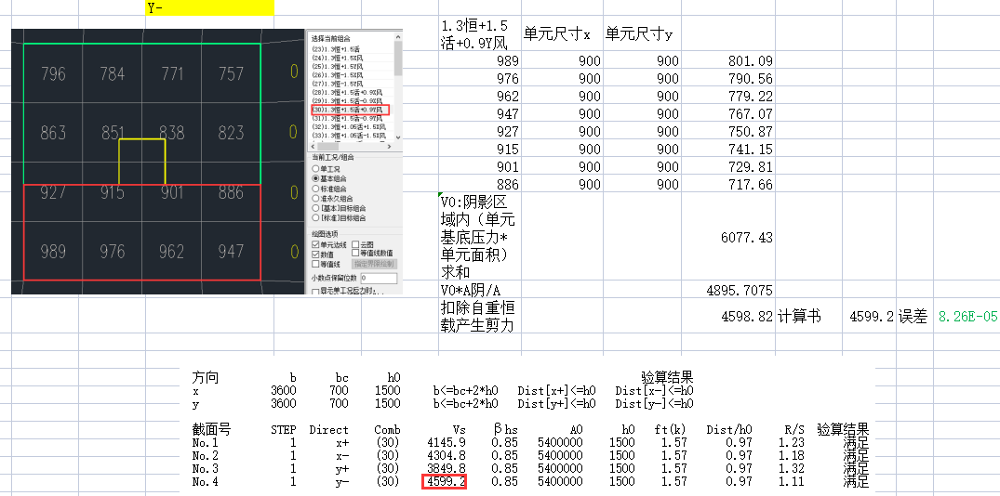 Y-
796 784 771 757 0
863 851 838 823 0
927 915 901 886 0
989 976 962 947 0
选择当前组合
(23)1.3恒+1.5活
(24)1.3恒+1.5X风
(25)1.3恒+1.5Y风
(26)1.3恒-1.5X风
(27)1.3恒-1.5Y风
(28)1.3恒+1.5活+0.9X风
(29)1.3恒+1.5活-0.9X风
(30)1.3恒+1.5活+0.9Y风
(31)1.3恒+1.5活-0.9Y风
(32)1.3恒+1.05活+1.5X风
(33)1.3恒+1.05活-1.5X风
当前工况/组合
单工况
基本组合
标准组合
准永久组合
[基本]目标组合
[标准]目标组合
绘图选项
单元边线 云图
数值 等值线数值
等值线 指定界限绘制
小数点保留位数 0
显示单工况反力时,
1.3恒+1.5
活+0.9Y风 单元尺寸x 单元尺寸y
989 900 900 801.09
976 900 900 790.56
962 900 900 779.22
947 900 900 767.07
927 900 900 750.87
915 900 900 741.15
901 900 900 729.81
886 900 900 717.66
V0:阴影区
域内（单元
基底压力*
单元面积）
求和 6077.43
V0*A阴/A 4895.7075
扣除自重恒
载产生剪力 4598.82 计算书 4599.2 误差 8.26E-05
方向 b bc h0 验算结果
x 3600 700 1500 b<=bc+2*h0 Dist[x+]<=h0 Dist[x-]<=h0
y 3600 700 1500 b<=bc+2*h0 Dist[y+]<=h0 Dist[y-]<=h0
截面号 STEP Direct Comb Vs βhs A0 h0 ft(k) Dist/h0 R/S 验算结果
No.1 1 x+ (30) 4145.9 0.85 5400000 1500 1.57 0.97 1.23 满足
No.2 1 x- (30) 4304.8 0.85 5400000 1500 1.57 0.97 1.18 满足
No.3 1 y+ (30) 3849.8 0.85 5400000 1500 1.57 0.97 1.32 满足
No.4 1 y- (30) 4599.2 0.85 5400000 1500 1.57 0.97 1.11 满足